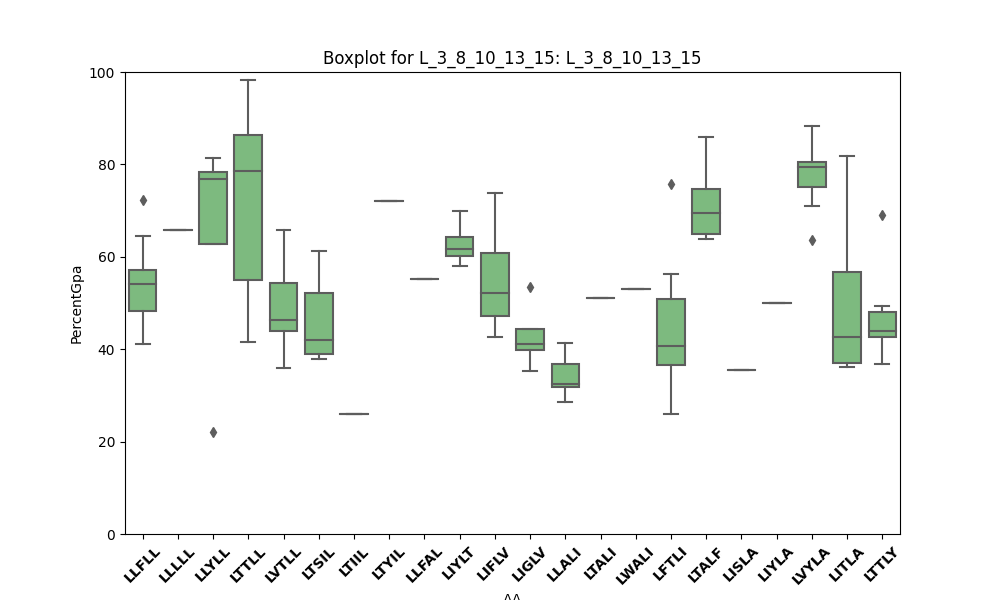 Boxplot for L_3_8_10_13_15: L_3_8_10_13_15
100
80
60
40
20
0
PercentGpa
LLFLL LLLLL LLYLL LTTLL LVTLL LTSIL LTIIL LTYIL LLFAL LIYLT LIFLV LIGLV LLALI LTALI LWALI LFTLI LTALF LISLA LIYLA LVYLA LITLA LTTLY
AA